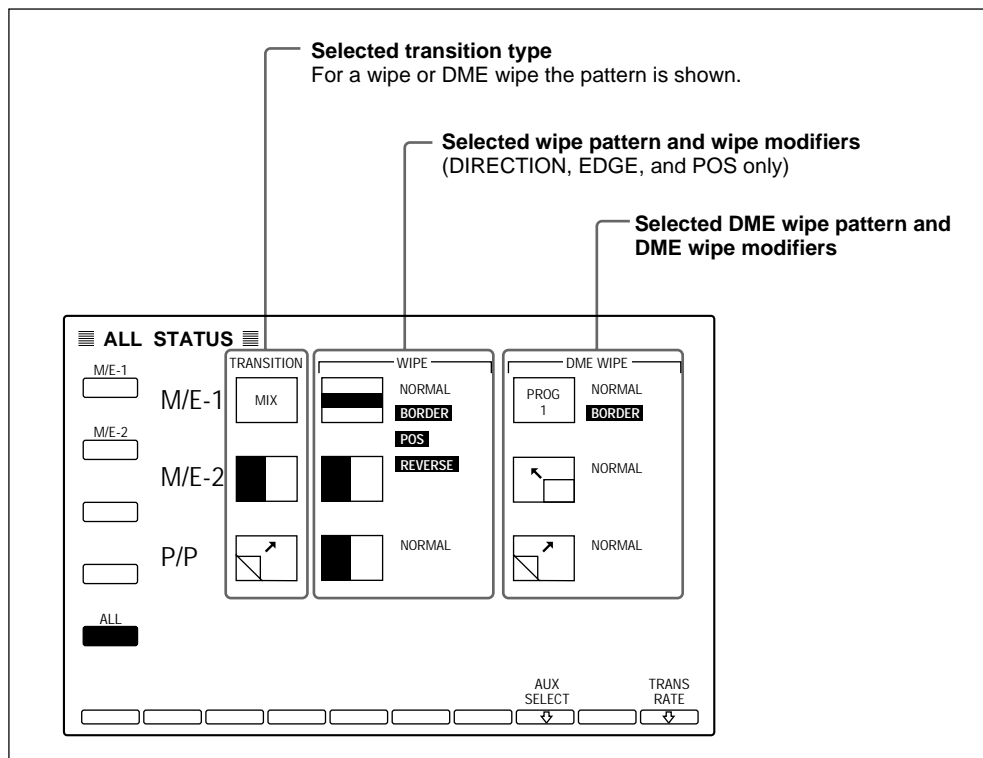 Selected transition type
For a wipe or DME wipe the pattern is shown.
Selected wipe pattern and wipe modifiers
(DIRECTION, EDGE, and POS only)
Selected DME wipe pattern and
DME wipe modifiers
ALL STATUS
TRANSITION
WIPE
DME WIPE
M/E-1
M/E-1
MIX
NORMAL
BORDER
POS
PROG
1
NORMAL
BORDER
M/E-2
M/E-2
REVERSE
NORMAL
P/P
NORMAL
NORMAL
ALL
AUX
SELECT
TRANS
RATE